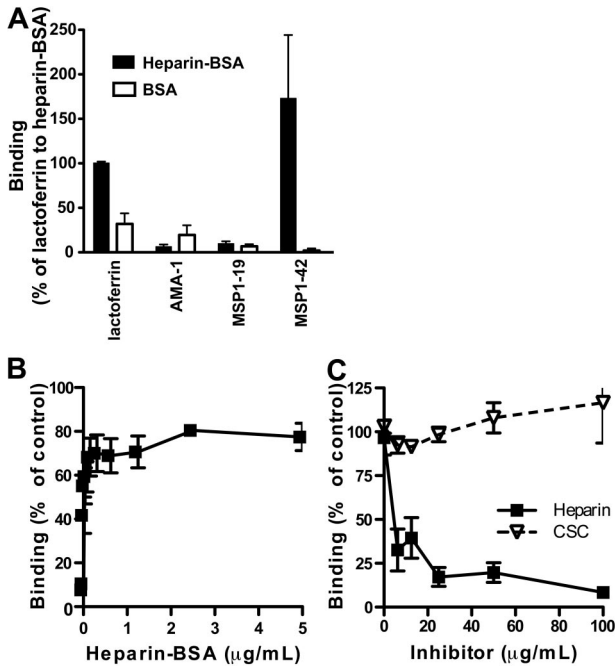 A
Binding
(% of lactoferrin to heparin-BSA)
250
200
150
100
50
0
Heparin-BSA
BSA
lactoferrin
AMA-1
MSP1-19
MSP1-42
B
Binding (% of control)
100
80
60
40
20
0
0
1
2
3
4
5
Heparin-BSA (μg/mL)
C
Binding (% of control)
125
100
75
50
25
0
Heparin
CSC
0
20
40
60
80
100
Inhibitor (μg/mL)